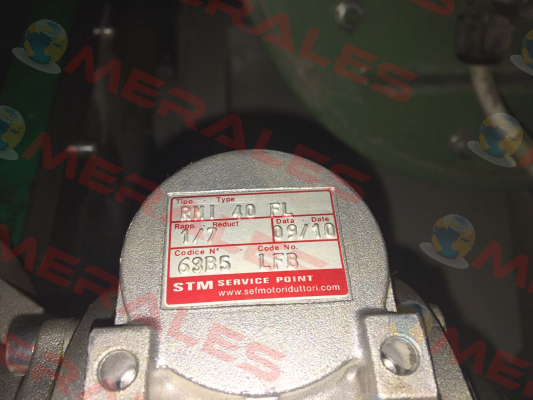 MERALES
Tipo Type
RMI 40 FL
Rapp. Reduct Data - Date
1/7 09/10
Codice N° Code No.
63B5 LFB
STM SERVICE POINT
www.sefmotoriduttori.com